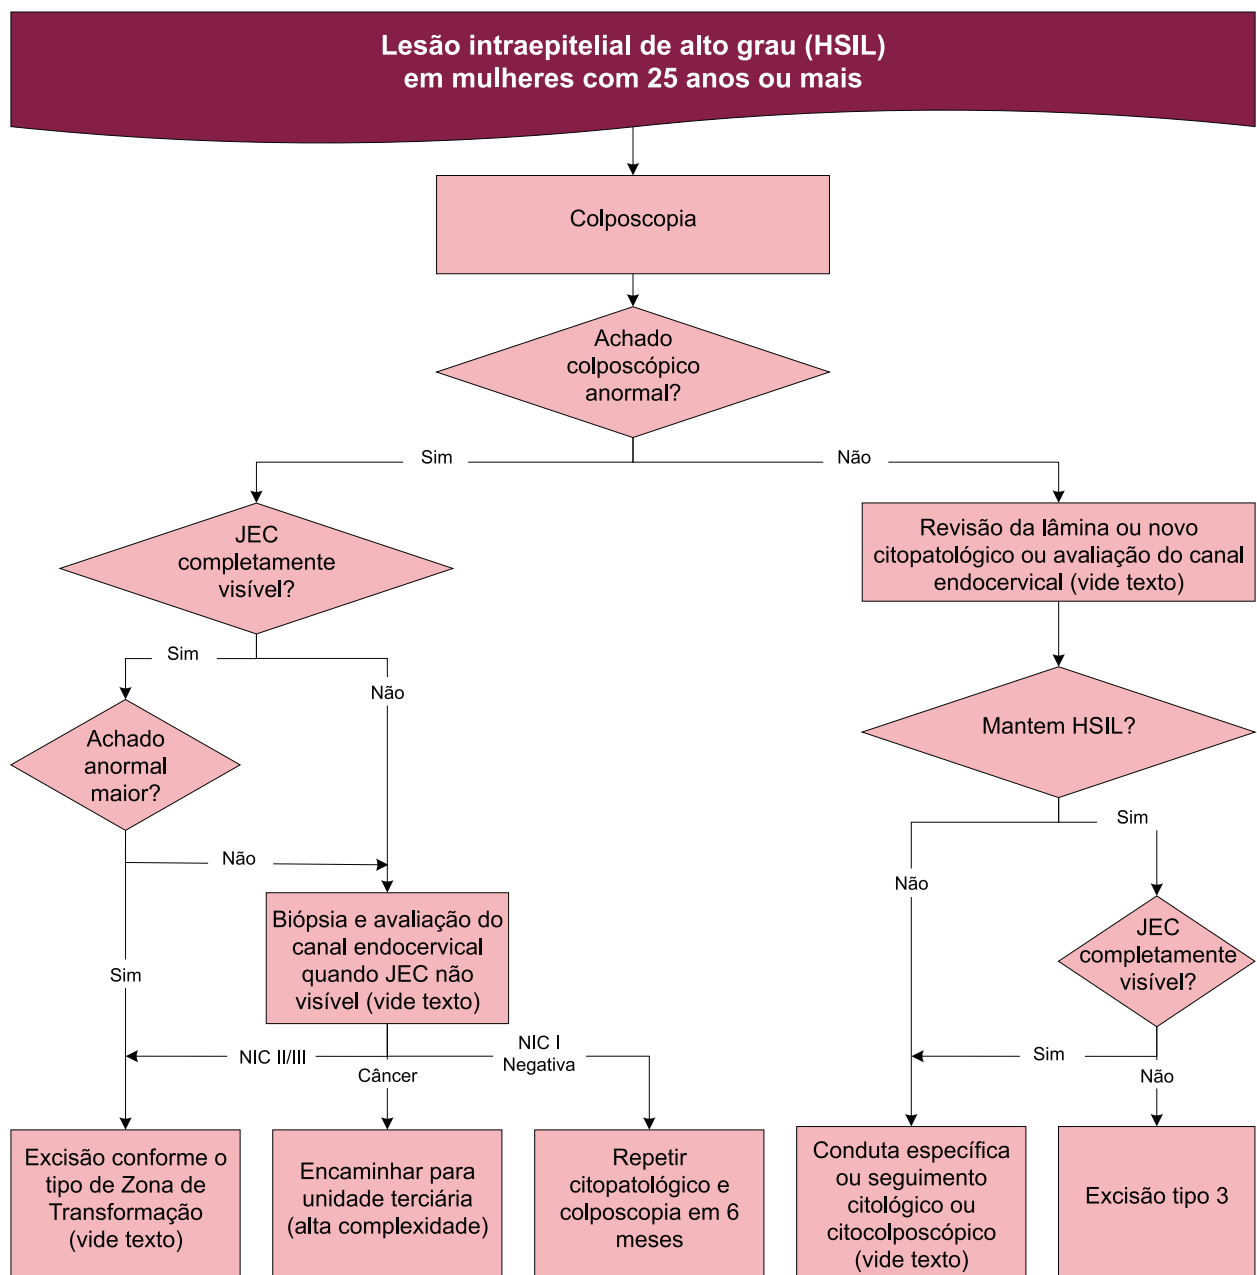 Lesão intraepitelial de alto grau (HSIL)
em mulheres com 25 anos ou mais
Colposcopia
Achado
colposcópico
anormal?
Sim
Não
JEC
completamente
visível?
Revisão da lâmina ou novo
citopatológico ou avaliação do canal
endocervical (vide texto)
Sim
Não
Achado
anormal
maior?
Mantem HSIL?
Não
Sim
Sim
Não
Biópsia e avaliação do
canal endocervical
quando JEC não
visível (vide texto)
JEC
completamente
visível?
NIC II/III
Câncer
NIC I
Negativa
Sim
Não
Excisão conforme o
tipo de Zona de
Transformação
(vide texto)
Encaminhar para
unidade terciária
(alta complexidade)
Repetir
citopatológico e
colposcopia em 6
meses
Conduta específica
ou seguimento
citológico ou
citocolposcópico
(vide texto)
Excisão tipo 3